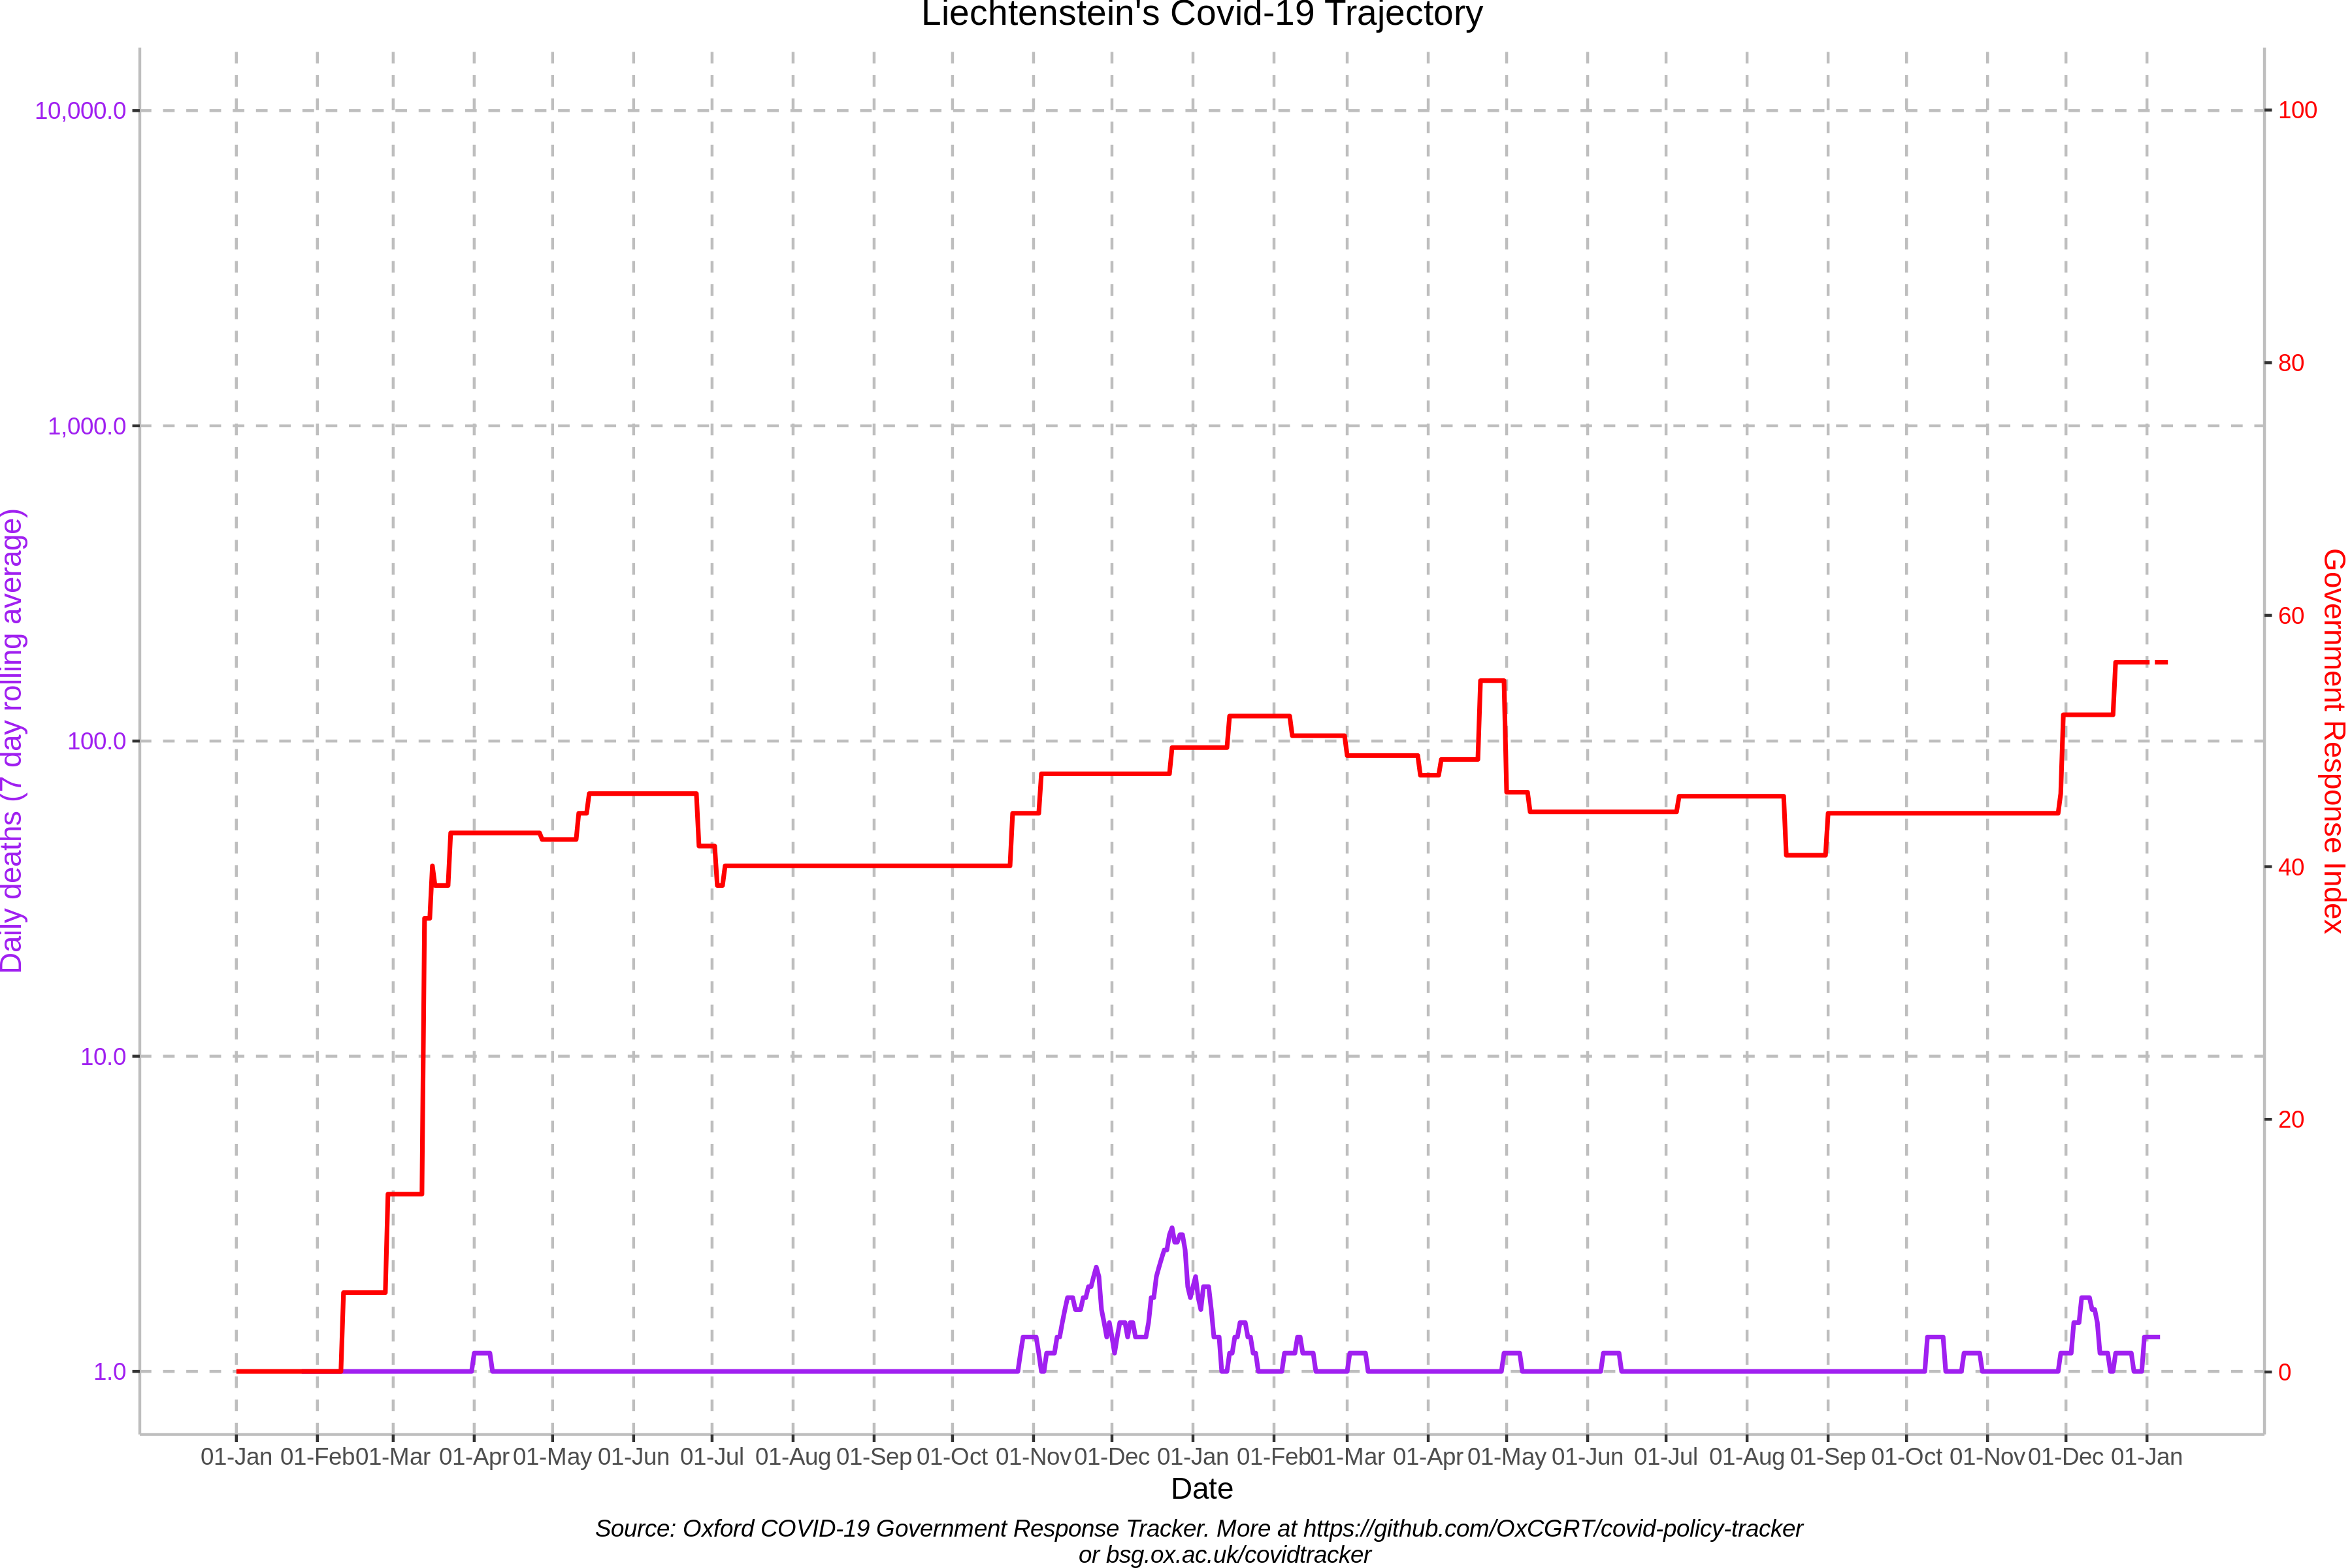 Liechtenstein's Covid-19 Trajectory
Daily deaths (7 day rolling average)
10,000.0
1,000.0
100.0
10.0
1.0
100
80
60
40
20
0
Government Response Index
01-Jan 01-Feb 01-Mar 01-Apr 01-May 01-Jun 01-Jul 01-Aug 01-Sep 01-Oct 01-Nov 01-Dec 01-Jan 01-Feb 01-Mar 01-Apr 01-May 01-Jun 01-Jul 01-Aug 01-Sep 01-Oct 01-Nov 01-Dec 01-Jan
Date
Source: Oxford COVID-19 Government Response Tracker. More at https://github.com/OxCGRT/covid-policy-tracker
or bsg.ox.ac.uk/covidtracker